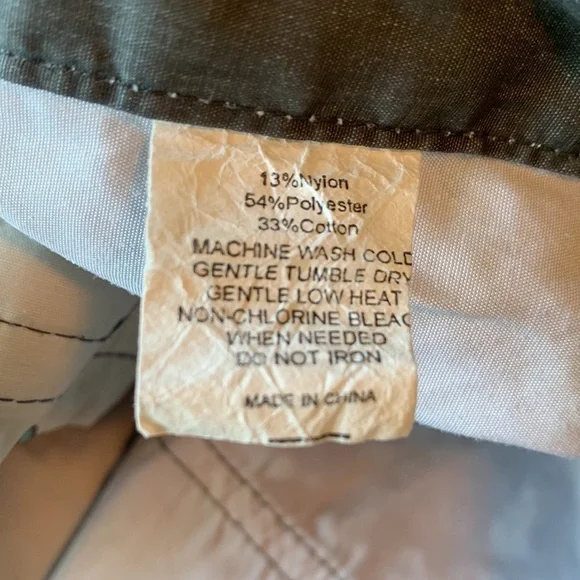 13%Nylon
54%Polyester
33%Cotton
MACHINE WASH COLD
GENTLE TUMBLE DRY
GENTLE LOW HEAT
NON-CHLORINE BLEAC
WHEN NEEDED
DO NOT IRON
MADE IN CHINA